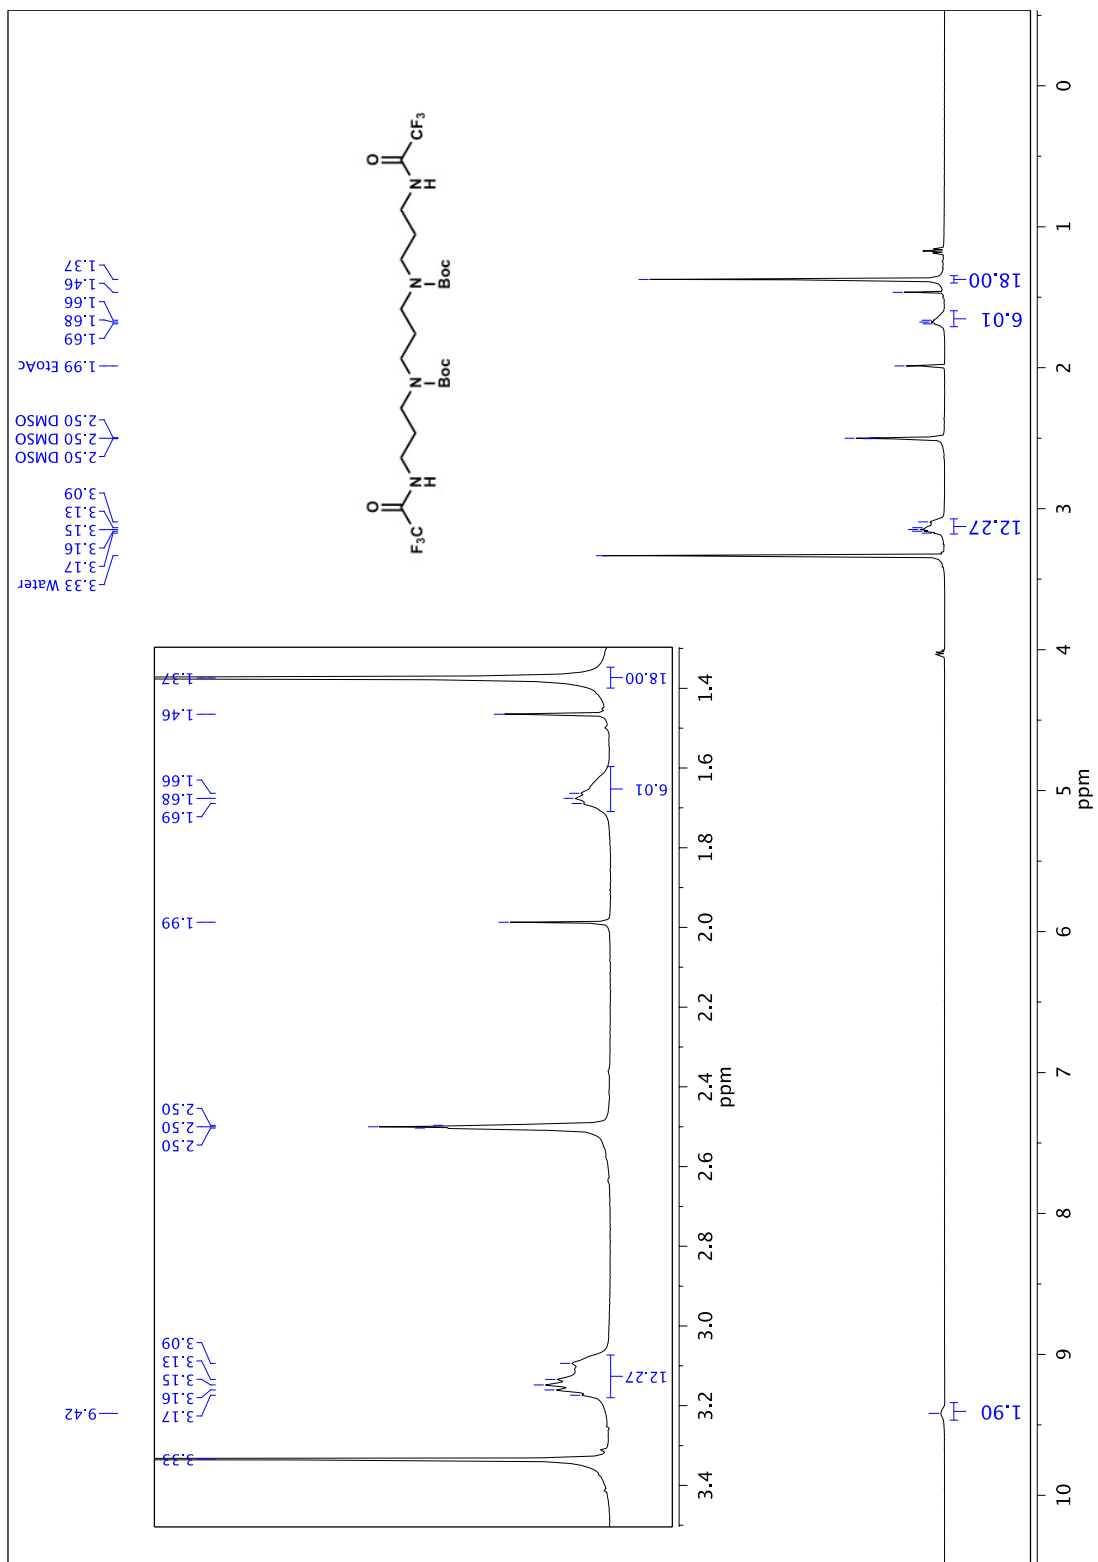 1.37
1.46
1.66
1.68
1.69
1.99 EtoAc
2.50 DMSO
2.50 DMSO
2.50 DMSO
3.09
3.13
3.15
3.16
3.17
3.33 Water
9.42
F₃C
O
N
H
N
Boc
N
Boc
N
H
O
CF₃
1.37
1.46
1.66
1.68
1.69
1.99
2.50
2.50
2.50
3.09
3.13
3.15
3.16
3.17
3.33
18.00
6.01
12.27
3.4
3.2
3.0
2.8
2.6
2.4
2.2
2.0
1.8
1.6
1.4
ppm
18.00
6.01
12.27
1.90
10
9
8
7
6
5
4
3
2
1
0
ppm